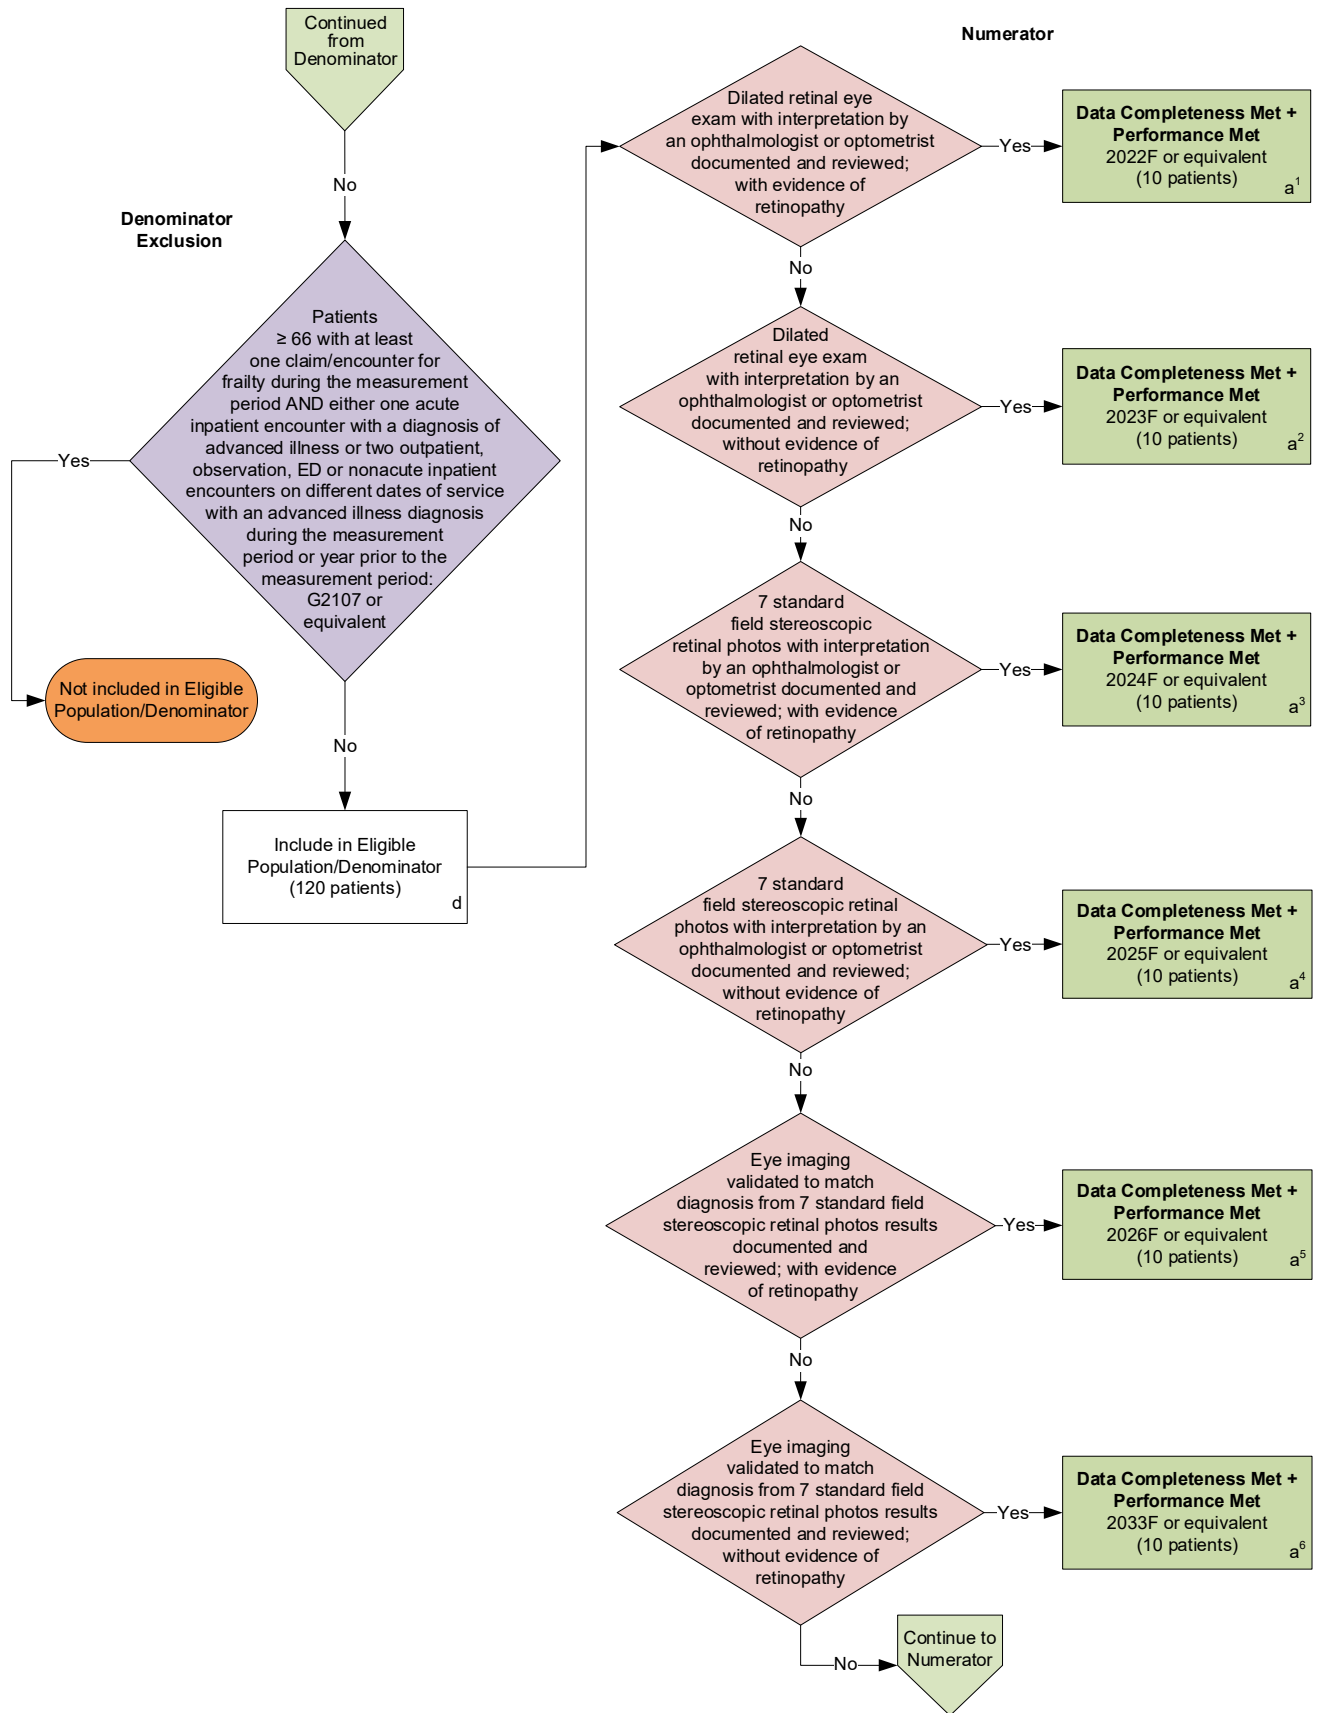 Continued
from
Denominator
No
Denominator
Exclusion
Patients
≥ 66 with at least
one claim/encounter for
frailty during the measurement
period AND either one acute
inpatient encounter with a diagnosis of
advanced illness or two outpatient,
observation, ED or nonacute inpatient
encounters on different dates of service
with an advanced illness diagnosis
during the measurement
period or year prior to the
measurement period:
G2107 or
equivalent
Yes
Not included in Eligible
Population/Denominator
No
Include in Eligible
Population/Denominator
(120 patients)
d
Numerator
Dilated retinal eye
exam with interpretation by
an ophthalmologist or optometrist
documented and reviewed;
with evidence of
retinopathy
Yes
Data Completeness Met +
Performance Met
2022F or equivalent
(10 patients)
a¹
No
Dilated
retinal eye exam
with interpretation by an
ophthalmologist or optometrist
documented and reviewed;
without evidence of
retinopathy
Yes
Data Completeness Met +
Performance Met
2023F or equivalent
(10 patients)
a²
No
7 standard
field stereoscopic
retinal photos with interpretation
by an ophthalmologist or
optometrist documented and
reviewed; with evidence
of retinopathy
Yes
Data Completeness Met +
Performance Met
2024F or equivalent
(10 patients)
a³
No
7 standard
field stereoscopic retinal
photos with interpretation by an
ophthalmologist or optometrist
documented and reviewed;
without evidence of
retinopathy
Yes
Data Completeness Met +
Performance Met
2025F or equivalent
(10 patients)
a⁴
No
Eye imaging
validated to match
diagnosis from 7 standard field
stereoscopic retinal photos results
documented and
reviewed; with evidence
of retinopathy
Yes
Data Completeness Met +
Performance Met
2026F or equivalent
(10 patients)
a⁵
No
Eye imaging
validated to match
diagnosis from 7 standard field
stereoscopic retinal photos results
documented and reviewed;
without evidence of
retinopathy
Yes
Data Completeness Met +
Performance Met
2033F or equivalent
(10 patients)
a⁶
No
Continue to
Numerator